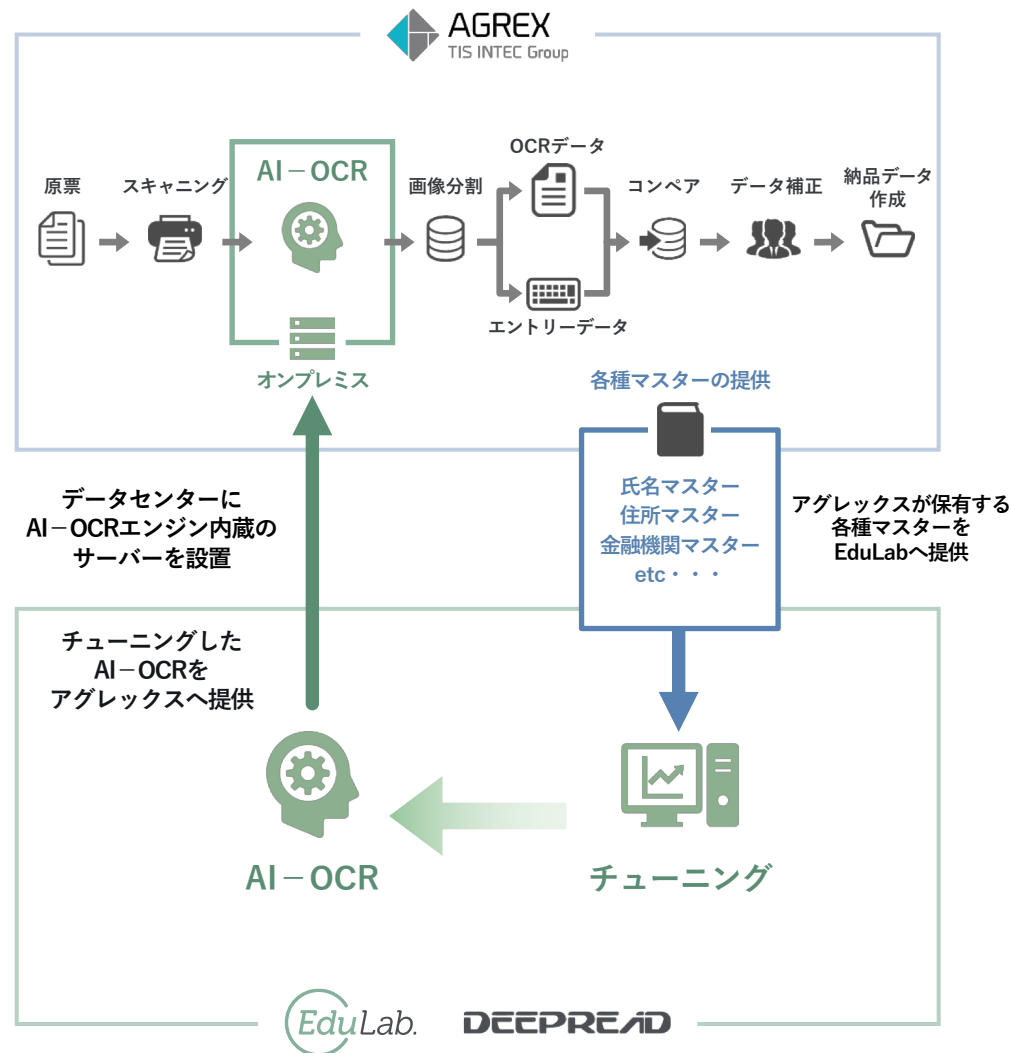 AGREX
TIS INTEC Group
原票
スキャニング
AI－OCR
画像分割
OCRデータ
エントリーデータ
コンペア
データ補正
納品データ
作成
オンプレミス
各種マスターの提供
氏名マスター
住所マスター
金融機関マスター
etc・・・
データセンターに
AI－OCRエンジン内蔵の
サーバーを設置
アグレックスが保有する
各種マスターを
EduLabへ提供
チューニングした
AI－OCRを
アグレックスへ提供
AI－OCR
チューニング
EduLab.
DEEPREAD